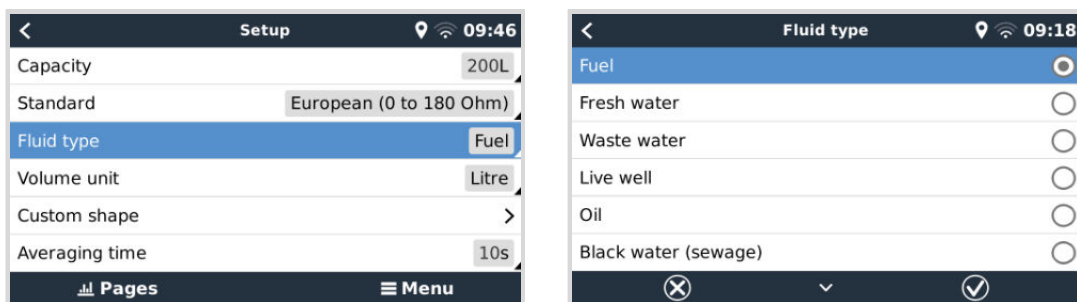 Setup 09:46
Capacity 200L
Standard European (0 to 180 Ohm)
Fluid type Fuel
Volume unit Litre
Custom shape
Averaging time 10s
Pages Menu
Fluid type 09:18
Fuel
Fresh water
Waste water
Live well
Oil
Black water (sewage)